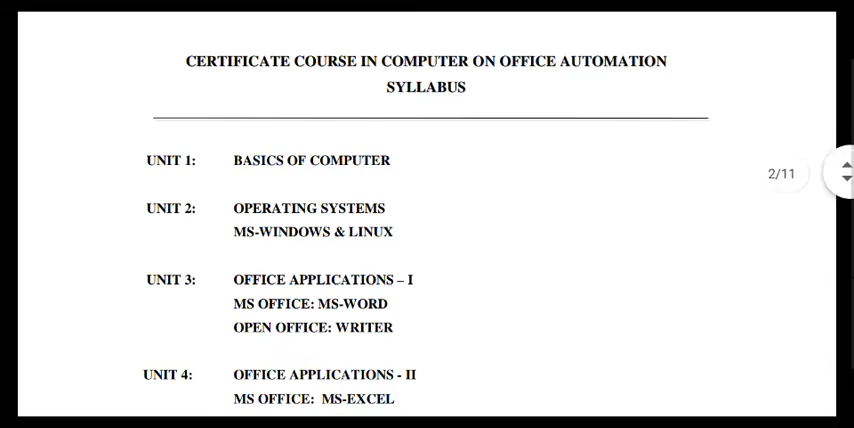 CERTIFICATE COURSE IN COMPUTER ON OFFICE AUTOMATION
SYLLABUS
UNIT 1: BASICS OF COMPUTER
2/11
UNIT 2: OPERATING SYSTEMS
MS-WINDOWS & LINUX
UNIT 3: OFFICE APPLICATIONS – I
MS OFFICE: MS-WORD
OPEN OFFICE: WRITER
UNIT 4: OFFICE APPLICATIONS - II
MS OFFICE: MS-EXCEL